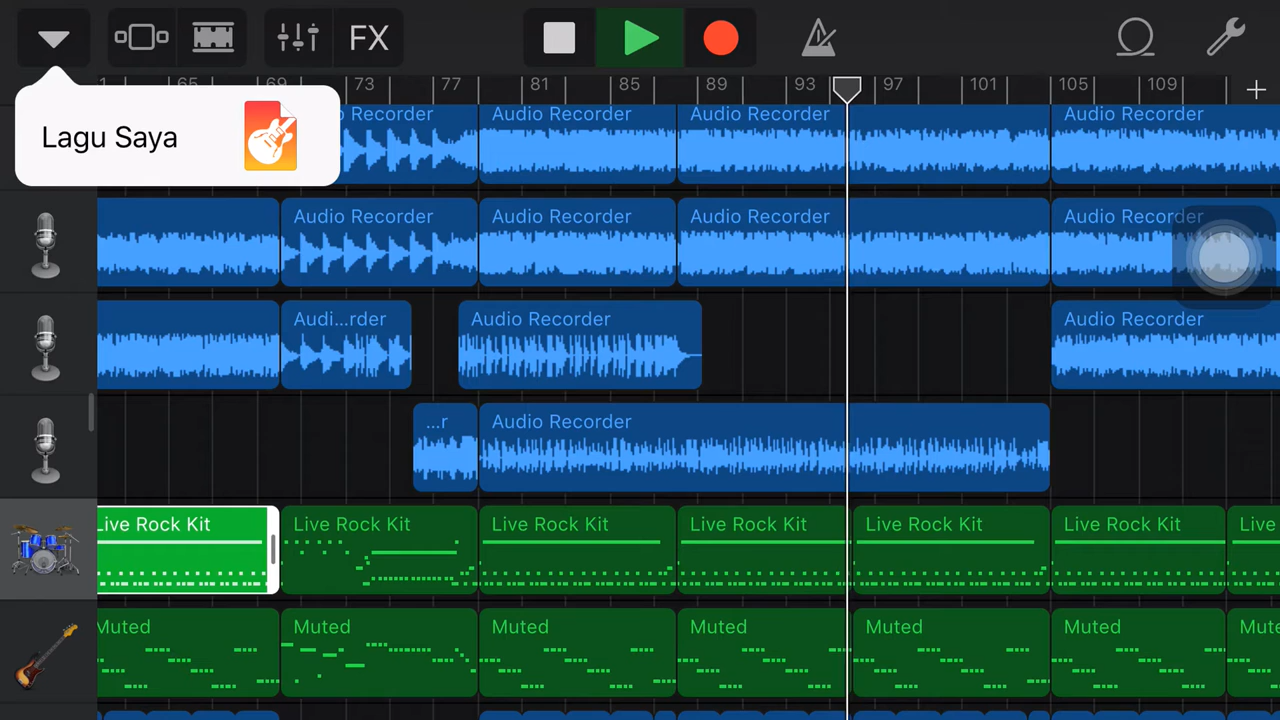 FX
1 65 69 73 77 81 85 89 93 97 101 105 109
Lagu Saya
Recorder Audio Recorder Audio Recorder Audio Recorder
Audio Recorder Audio Recorder Audio Recorder Audio Recorder
Audi...rder Audio Recorder Audio Recorder
...r Audio Recorder
Live Rock Kit Live Rock Kit Live Rock Kit Live Rock Kit Live Rock Kit Live Rock Kit Live
Muted Muted Muted Muted Muted Muted Mute